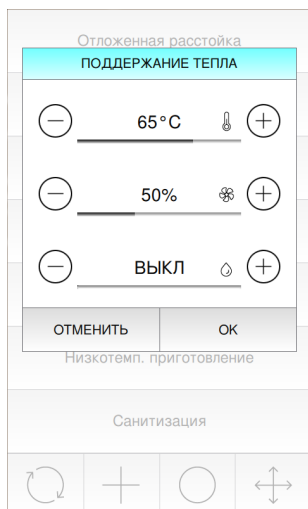 Отложенная расстойка
ПОДДЕРЖАНИЕ ТЕПЛА
65°C
50%
ВЫКЛ
ОТМЕНИТЬ
OK
Низкотемп. приготовление
Санитизация